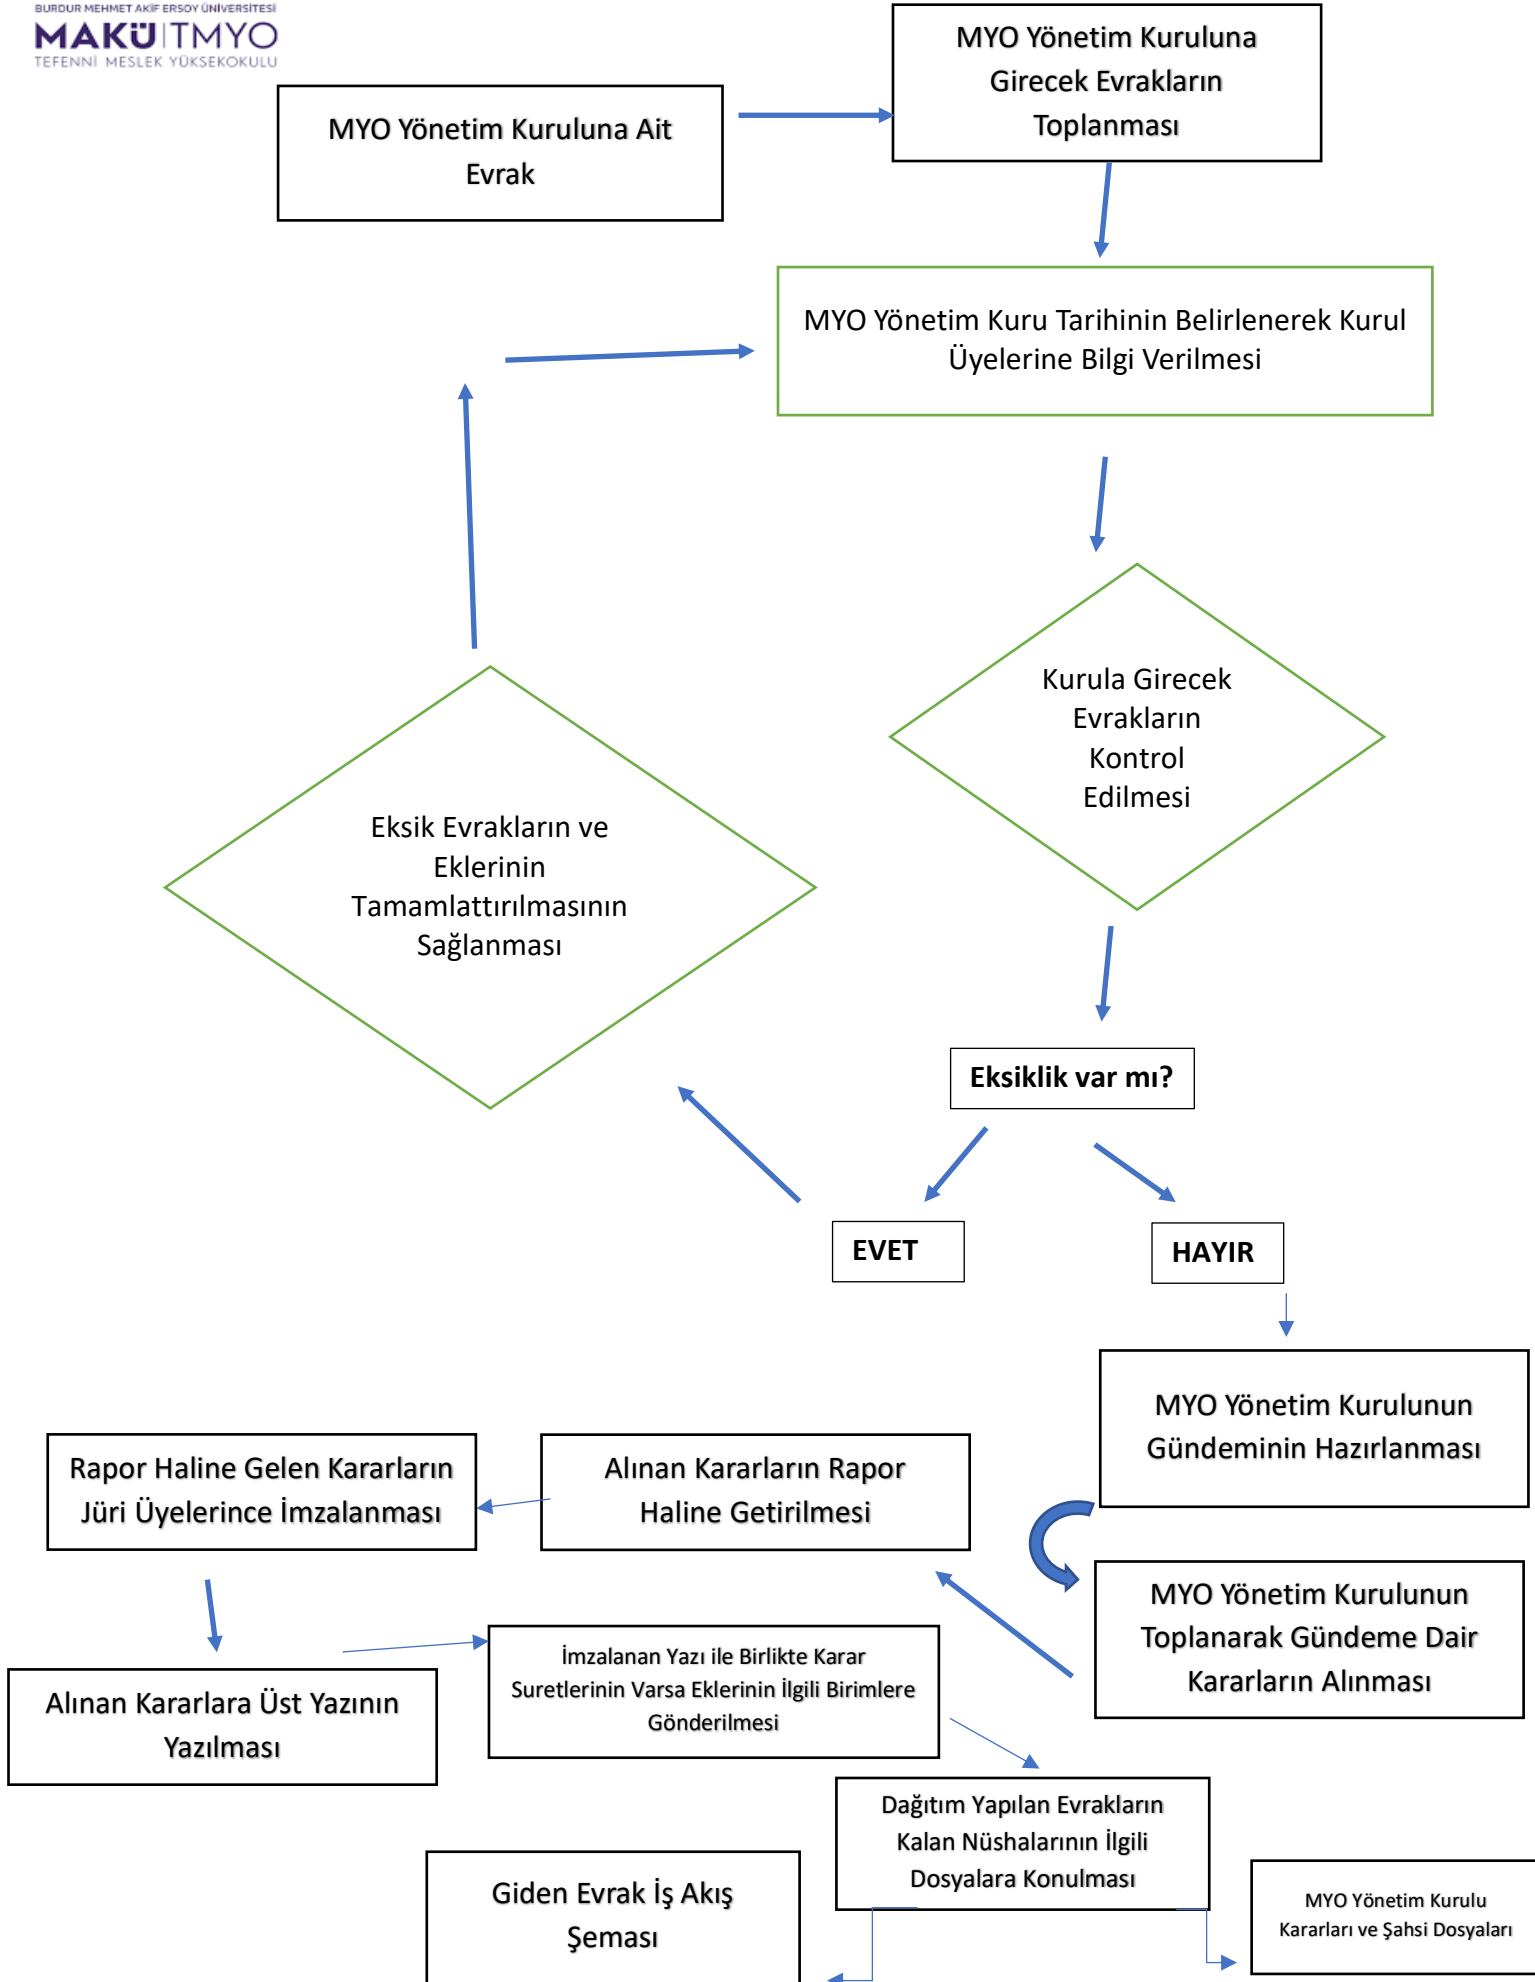 BURDUR MEHMET AKİF ERSOY ÜNİVERSİTESİ
MAKÜ|TMYO
TEFENNİ MESLEK YÜKSEKOKULU
MYO Yönetim Kuruluna
Girecek Evrakların
Toplanması
MYO Yönetim Kuruluna Ait
Evrak
MYO Yönetim Kuru Tarihinin Belirlenerek Kurul
Üyelerine Bilgi Verilmesi
Kurula Girecek
Evrakların
Kontrol
Edilmesi
Eksik Evrakların ve
Eklerinin
Tamamlattırılmasının
Sağlanması
Eksiklik var mı?
EVET
HAYIR
MYO Yönetim Kurulunun
Gündeminin Hazırlanması
Rapor Haline Gelen Kararların
Jüri Üyelerince İmzalanması
Alınan Kararların Rapor
Haline Getirilmesi
MYO Yönetim Kurulunun
Toplanarak Gündeme Dair
Kararların Alınması
Alınan Kararlara Üst Yazının
Yazılması
İmzalanan Yazı ile Birlikte Karar
Suretlerinin Varsa Eklerinin İlgili Birimlere
Gönderilmesi
Dağıtım Yapılan Evrakların
Kalan Nüshalarının İlgili
Dosyalara Konulması
Giden Evrak İş Akış
Şeması
MYO Yönetim Kurulu
Kararları ve Şahsi Dosyaları